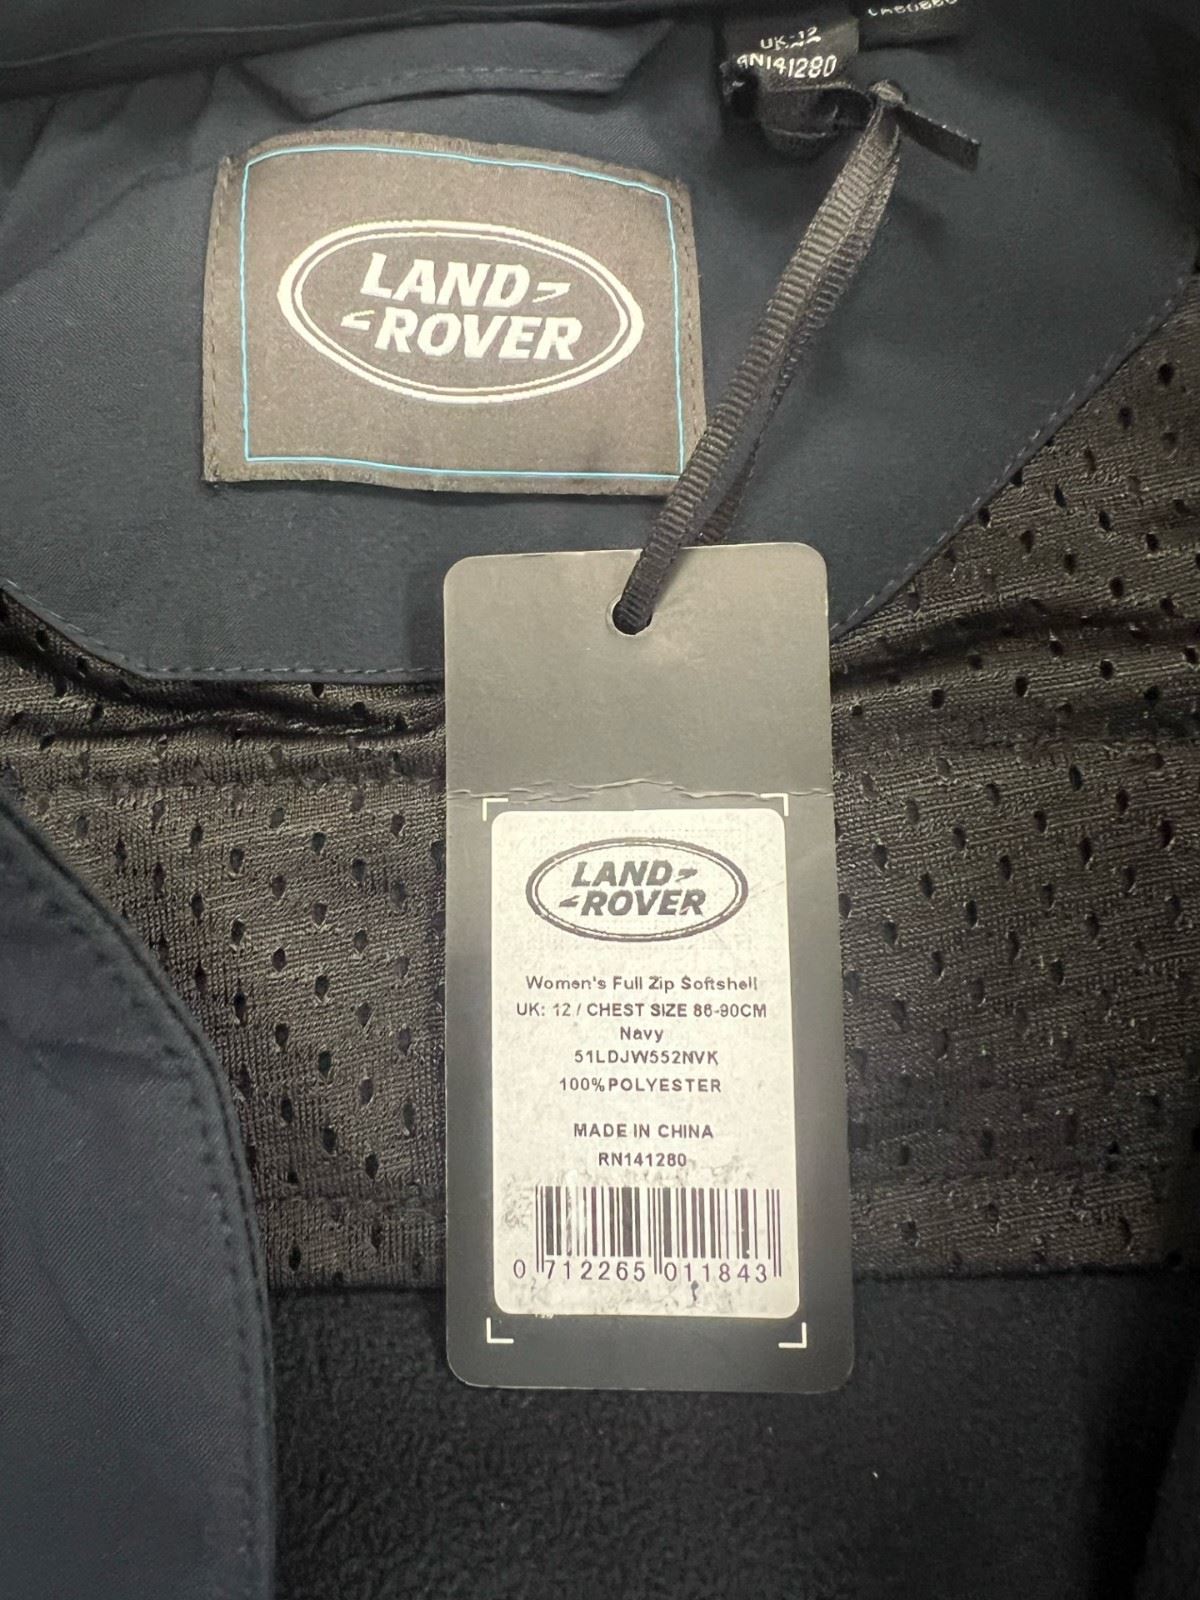 UK-12
RN141280
LAND
ROVER
LAND
ROVER
Women's Full Zip Softshell
UK: 12 / CHEST SIZE 86-90CM
Navy
51LDJW552NVK
100%POLYESTER
MADE IN CHINA
RN141280
0 712265 011843